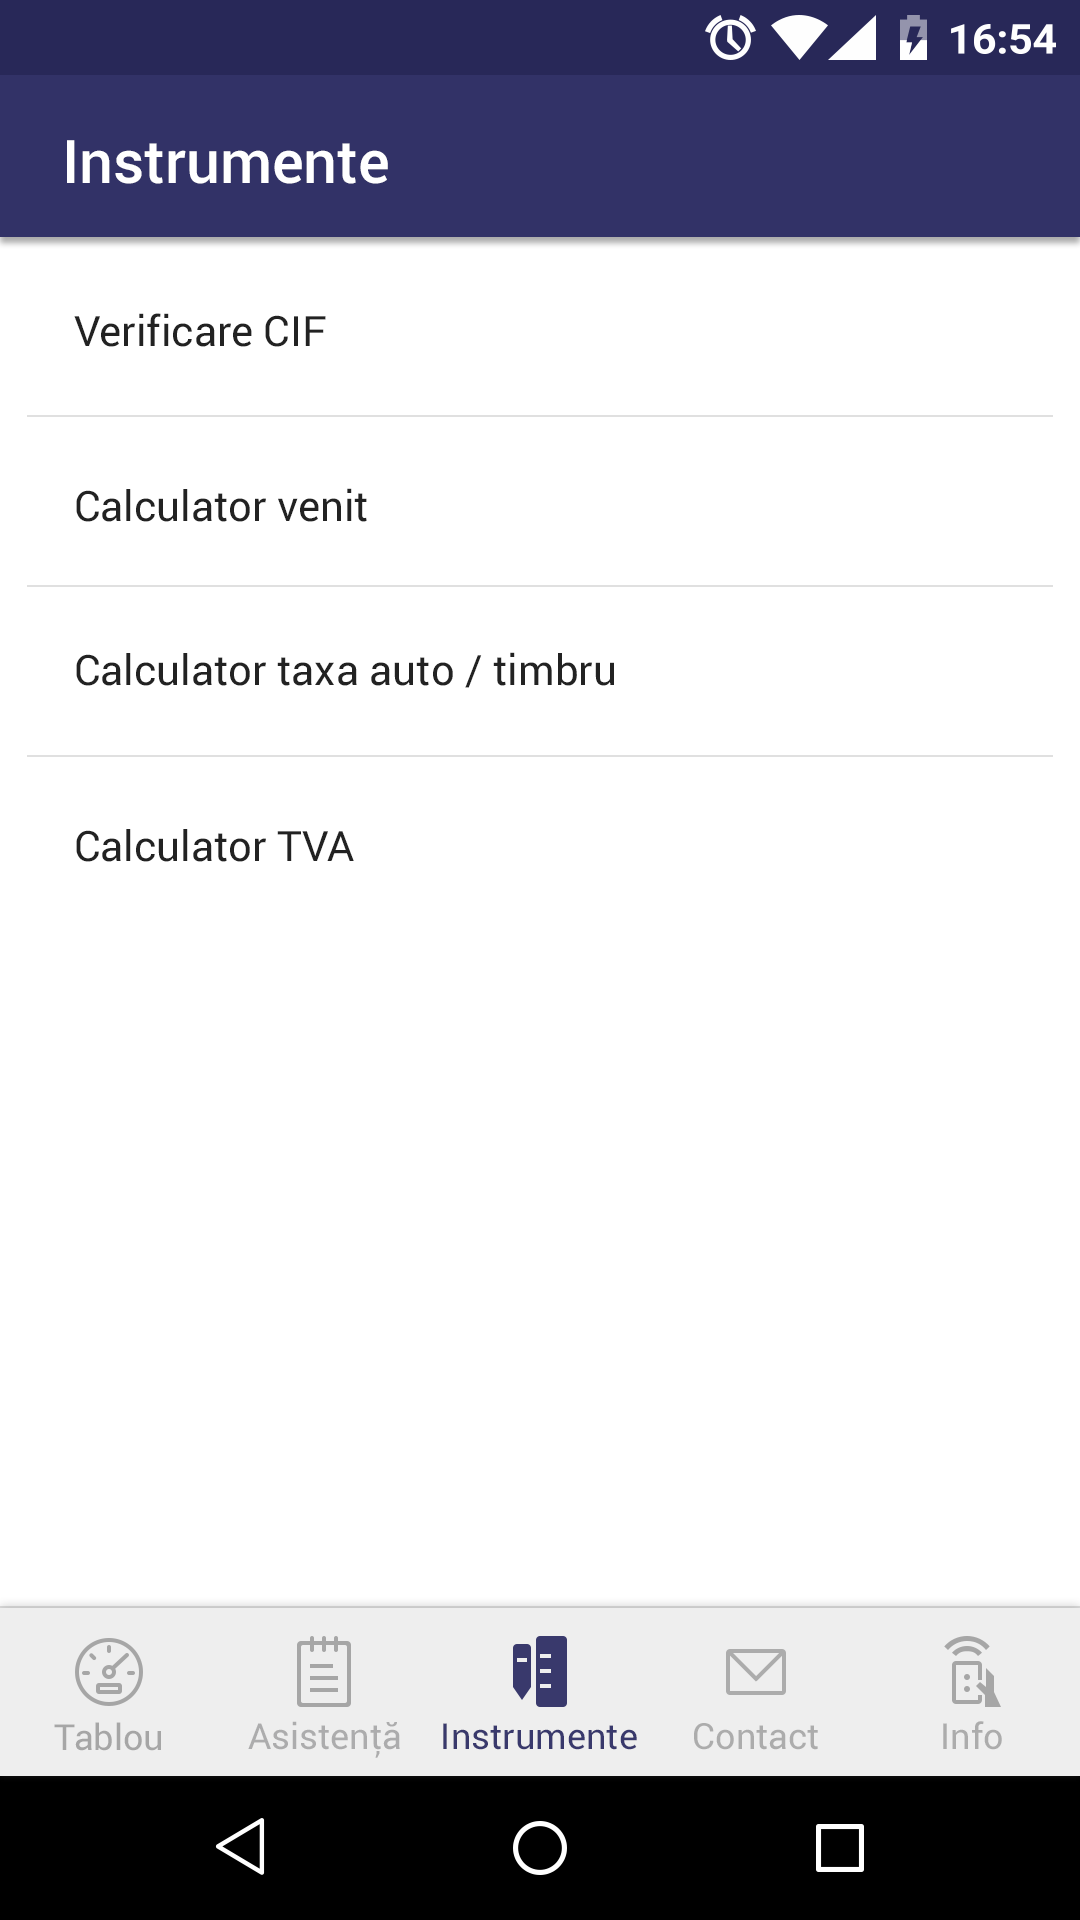 16:54
Instrumente
Verificare CIF
Calculator venit
Calculator taxa auto / timbru
Calculator TVA
Tablou
Asistență
Instrumente
Contact
Info